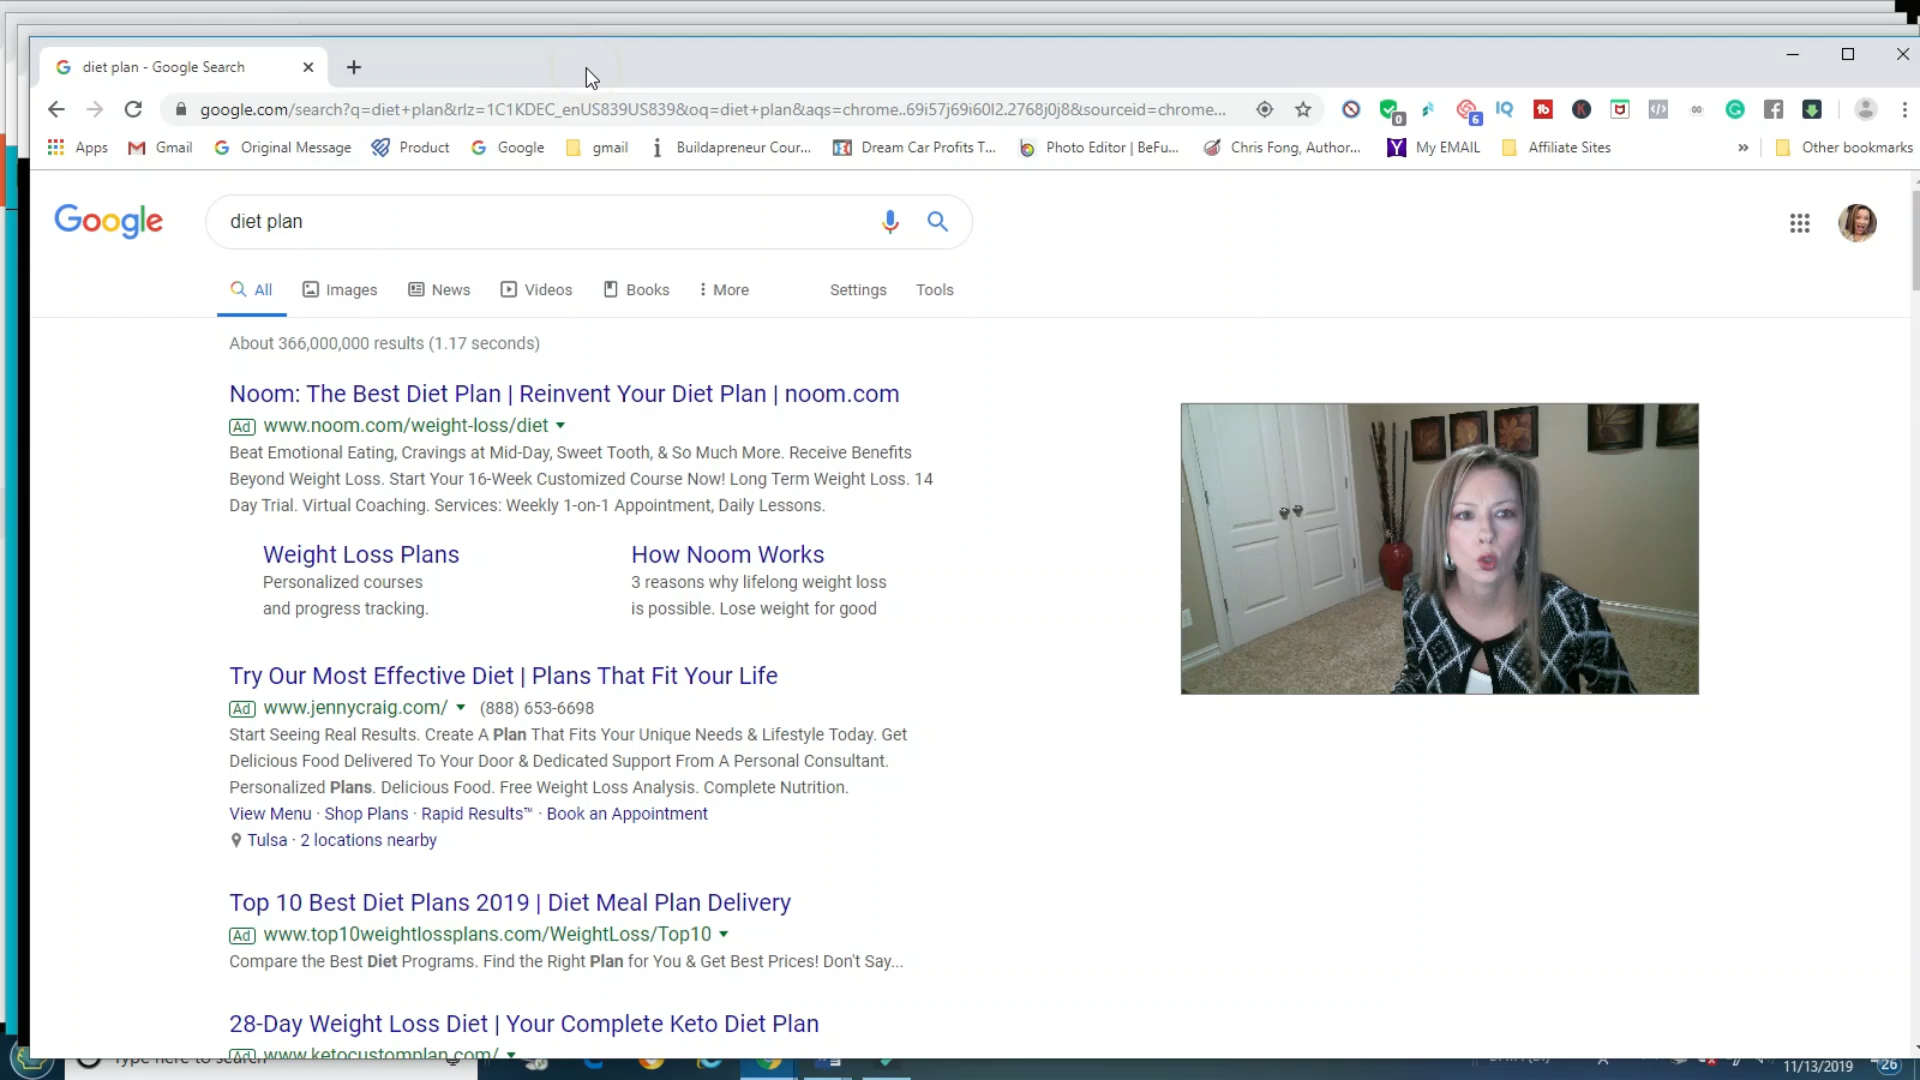 diet plan - Google Search
google.com/search?q=diet+plan&rlz=1C1KDEC_enUS839US839&oq=diet+plan&aqs=chrome..69i57j69i60l2.2768j0j8&sourceid=chrome...
0
6
IQ
tb
K
Apps
Gmail
Original Message
Product
Google
gmail
Buildapreneur Cour...
Dream Car Profits T...
Photo Editor | BeFu...
Chris Fong, Author...
My EMAIL
Affiliate Sites
»
Other bookmarks
Google
diet plan
All
Images
News
Videos
Books
More
Settings
Tools
About 366,000,000 results (1.17 seconds)
Noom: The Best Diet Plan | Reinvent Your Diet Plan | noom.com
Ad www.noom.com/weight-loss/diet
Beat Emotional Eating, Cravings at Mid-Day, Sweet Tooth, & So Much More. Receive Benefits
Beyond Weight Loss. Start Your 16-Week Customized Course Now! Long Term Weight Loss. 14
Day Trial. Virtual Coaching. Services: Weekly 1-on-1 Appointment, Daily Lessons.
Weight Loss Plans
Personalized courses
and progress tracking.
How Noom Works
3 reasons why lifelong weight loss
is possible. Lose weight for good
Try Our Most Effective Diet | Plans That Fit Your Life
Ad www.jennycraig.com/ (888) 653-6698
Start Seeing Real Results. Create A Plan That Fits Your Unique Needs & Lifestyle Today. Get
Delicious Food Delivered To Your Door & Dedicated Support From A Personal Consultant.
Personalized Plans. Delicious Food. Free Weight Loss Analysis. Complete Nutrition.
View Menu · Shop Plans · Rapid Results™ · Book an Appointment
Tulsa · 2 locations nearby
Top 10 Best Diet Plans 2019 | Diet Meal Plan Delivery
Ad www.top10weightlossplans.com/WeightLoss/Top10
Compare the Best Diet Programs. Find the Right Plan for You & Get Best Prices! Don't Say...
28-Day Weight Loss Diet | Your Complete Keto Diet Plan
Ad www.ketocustomplan.com/
Type here to search
11/13/2019
26